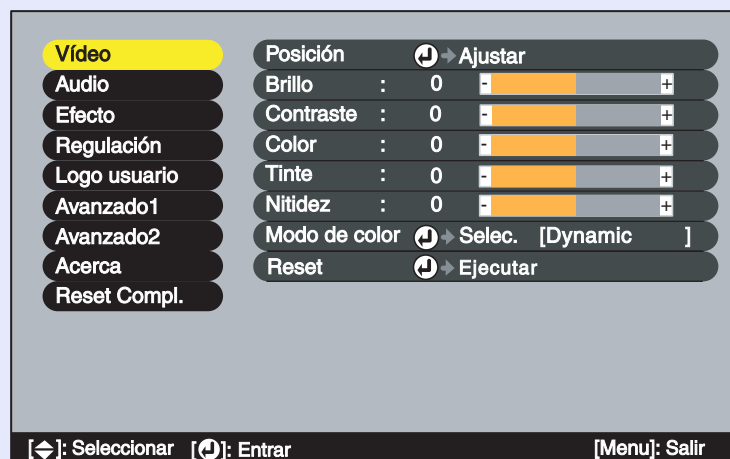 Vídeo
Audio
Efecto
Regulación
Logo usuario
Avanzado1
Avanzado2
Acerca
Reset Compl.
Posición Ajustar
Brillo : 0 - +
Contraste : 0 - +
Color : 0 - +
Tinte : 0 - +
Nitidez : 0 - +
Modo de color Selec. [Dynamic ]
Reset Ejecutar
[ ]: Seleccionar [ ]: Entrar [Menu]: Salir